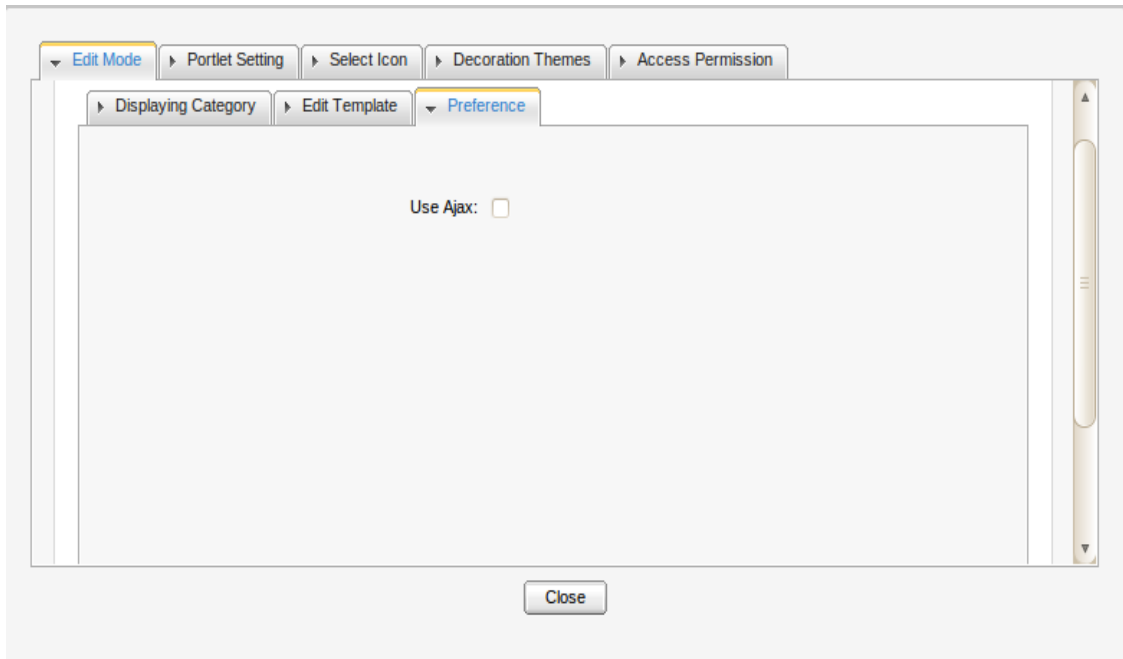 Edit Mode Portlet Setting Select Icon Decoration Themes Access Permission
Displaying Category Edit Template Preference
Use Ajax:
Close